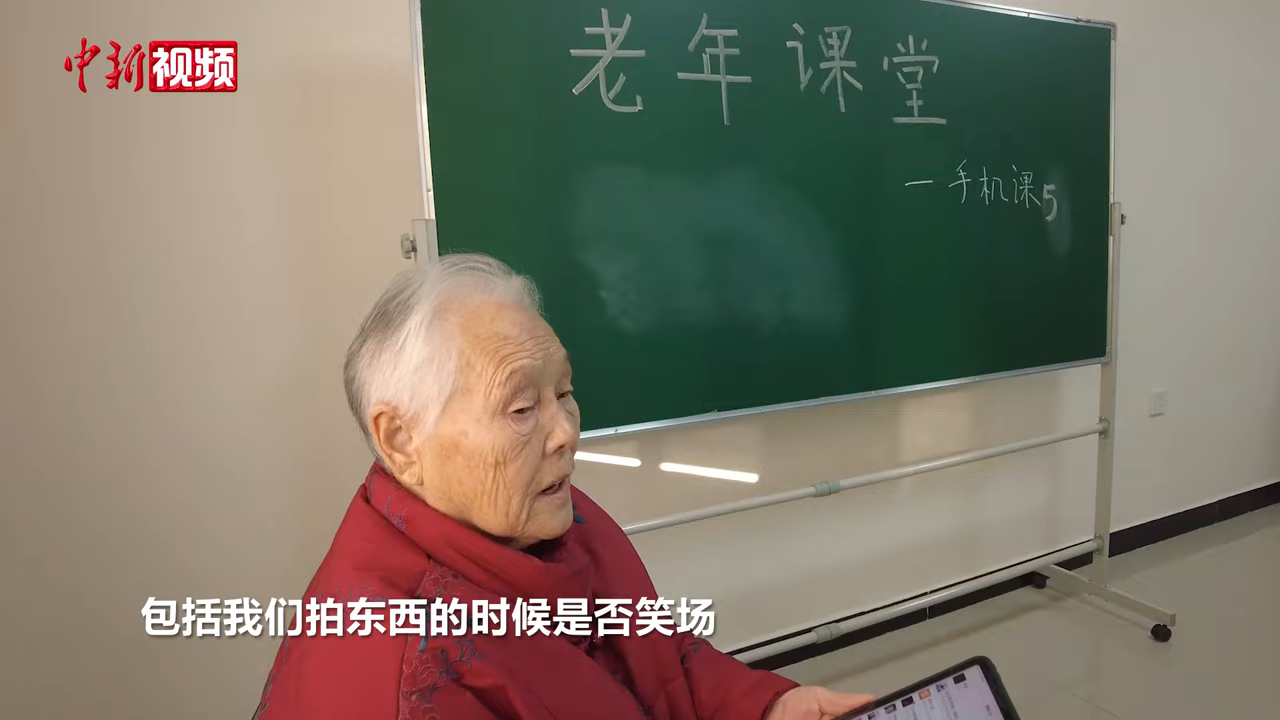 中新视频
老年课堂
一手机课5
包括我们拍东西的时候是否笑场